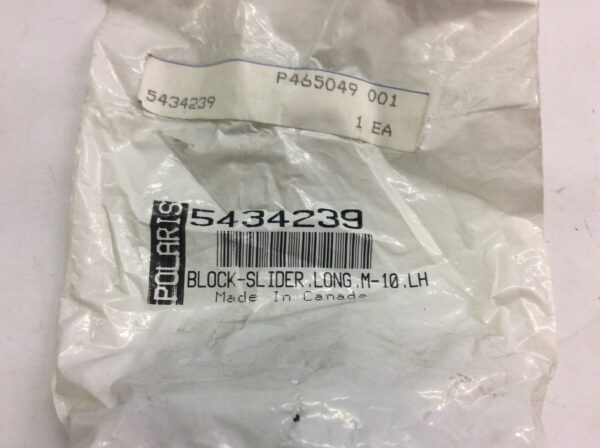 P465049 001
5434239
1 EA
POLARIS
5434239
BLOCK-SLIDER,LONG,M-10,LH
Made In Canada